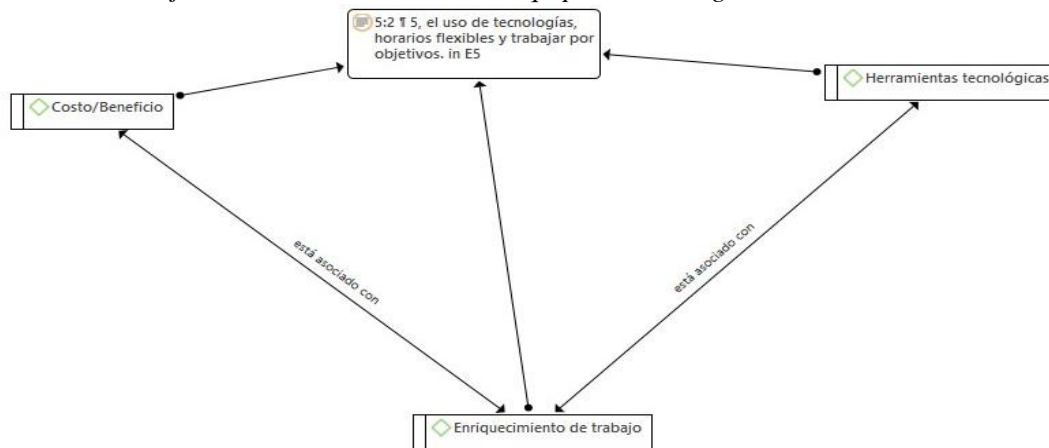 5:2 ¶ 5, el uso de tecnologías,
horarios flexibles y trabajar por
objetivos. in E5
Costo/Beneficio
Herramientas tecnológicas
está asociado con
está asociado con
Enriquecimiento de trabajo